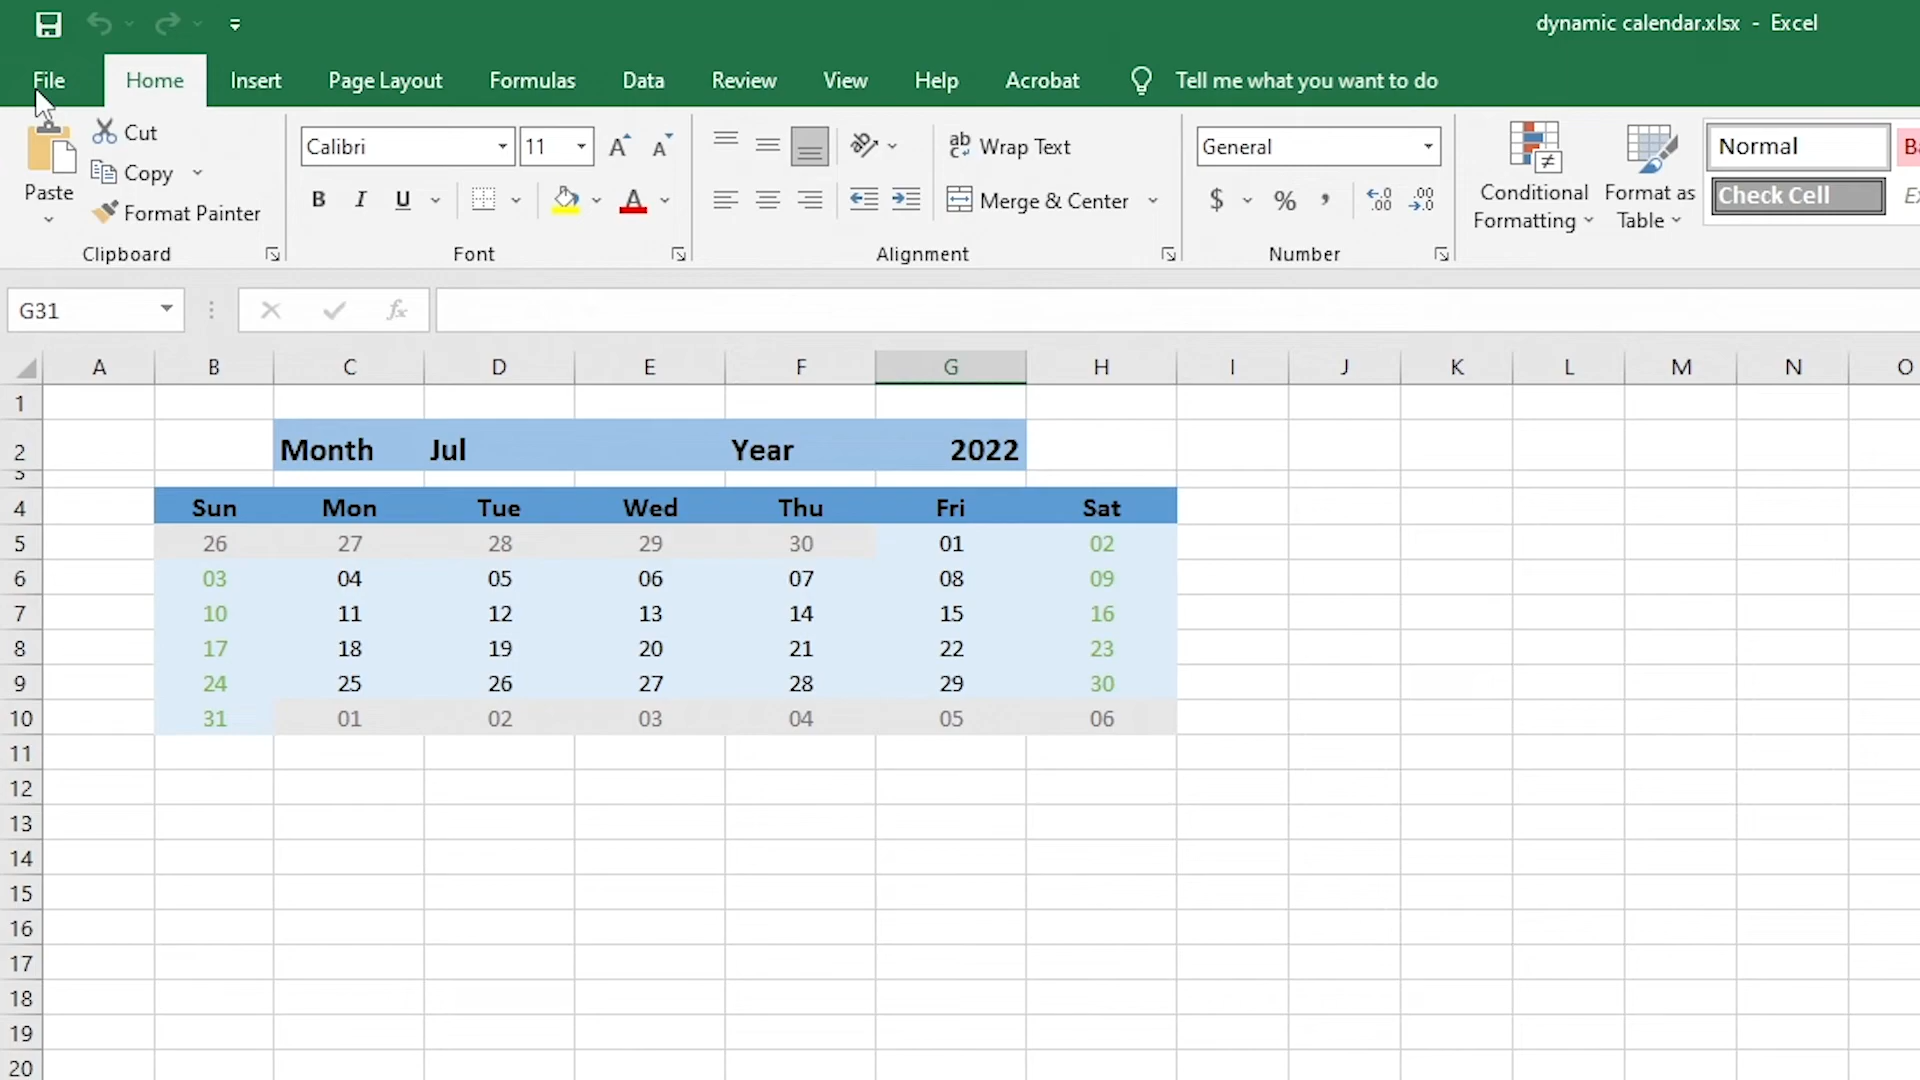 dynamic calendar.xlsx - Excel
File Home Insert Page Layout Formulas Data Review View Help Acrobat Tell me what you want to do
Cut
Copy
Paste
Format Painter
Clipboard
Calibri 11
B I U A
Font
ab Wrap Text
Merge & Center
Alignment
General
$ % ,
Number
Conditional Formatting
Format as Table
Normal
Check Cell
G31 fx
A B C D E F G H I J K L M N O
1
2 Month Jul Year 2022
3
4 Sun Mon Tue Wed Thu Fri Sat
5 26 27 28 29 30 01 02
6 03 04 05 06 07 08 09
7 10 11 12 13 14 15 16
8 17 18 19 20 21 22 23
9 24 25 26 27 28 29 30
10 31 01 02 03 04 05 06
11
12
13
14
15
16
17
18
19
20